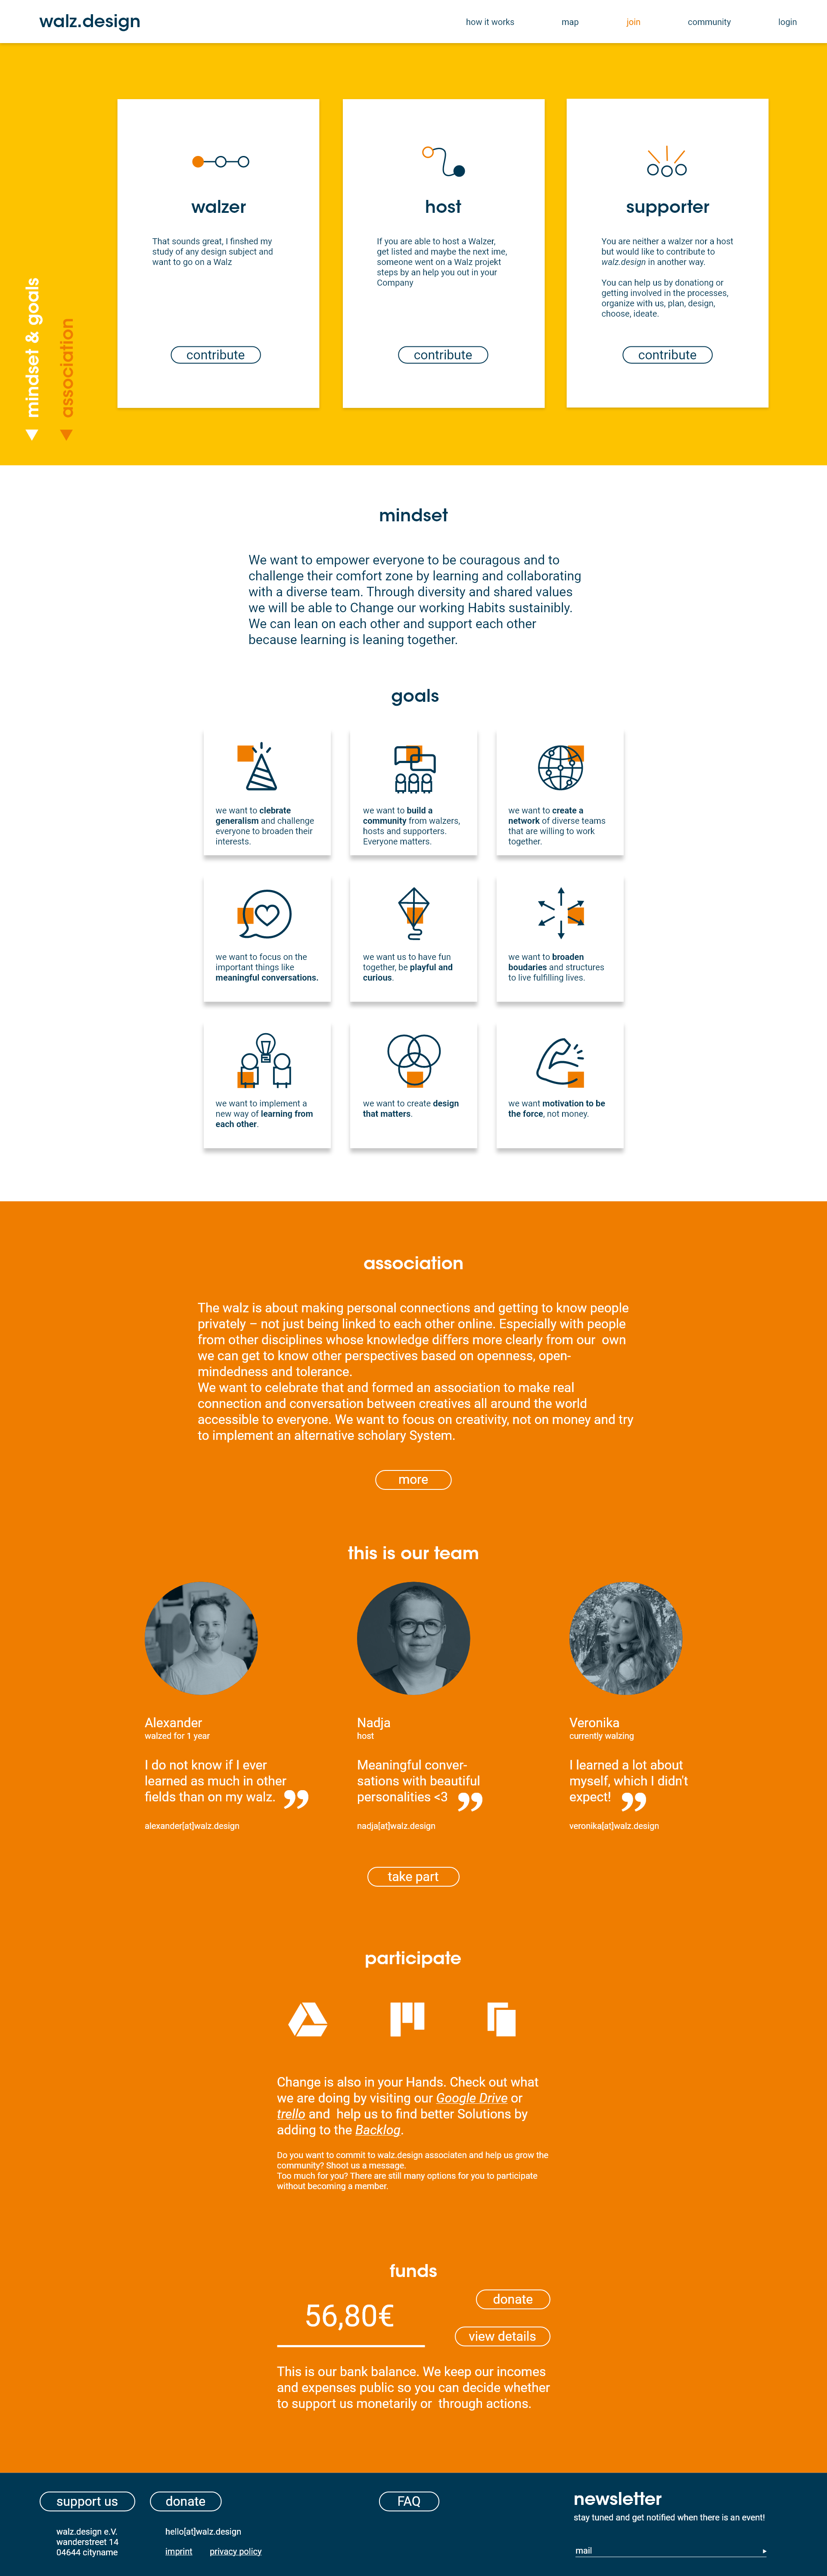 walz.design
how it works
map
join
community
login
walzer
That sounds great, I finshed my
study of any design subject and
want to go on a Walz
contribute
host
If you are able to host a Walzer,
get listed and maybe the next ime,
someone went on a Walz projekt
steps by an help you out in your
Company
contribute
supporter
You are neither a walzer nor a host
but would like to contribute to
walz.design in another way.
You can help us by donating or
getting involved in the processes,
organize with us, plan, design,
choose, ideate.
contribute
mindset & goals
association
mindset
We want to empower everyone to be couragous and to
challenge their comfort zone by learning and collaborating
with a diverse team. Through diversity and shared values
we will be able to Change our working Habits sustainibly.
We can lean on each other and support each other
because learning is leaning together.
goals
we want to clebrate
generalism and challenge
everyone to broaden their
interests.
we want to build a
community from walzers,
hosts and supporters.
Everyone matters.
we want to create a
network of diverse teams
that are willing to work
together.
we want to focus on the
important things like
meaningful conversations.
we want us to have fun
together, be playful and
curious.
we want to broaden
boudaries and structures
to live fulfilling lives.
we want to implement a
new way of learning from
each other.
we want to create design
that matters.
we want motivation to be
the force, not money.
association
The walz is about making personal connections and getting to know people
privately – not just being linked to each other online. Especially with people
from other disciplines whose knowledge differs more clearly from our  own
we can get to know other perspectives based on openness, open-
mindedness and tolerance.
We want to celebrate that and formed an association to make real
connection and conversation between creatives all around the world
accessible to everyone. We want to focus on creativity, not on money and try
to implement an alternative scholary System.
more
this is our team
Alexander
walzed for 1 year
I do not know if I ever
learned as much in other
fields than on my walz. ”
alexander[at]walz.design
Nadja
host
Meaningful conver-
sations with beautiful
personalities <3 ”
nadja[at]walz.design
Veronika
currently walzing
I learned a lot about
myself, which I didn't
expect! ”
veronika[at]walz.design
take part
participate
Change is also in your Hands. Check out what
we are doing by visiting our Google Drive or
trello and  help us to find better Solutions by
adding to the Backlog.
Do you want to commit to walz.design associaten and help us grow the
community? Shoot us a message.
Too much for you? There are still many options for you to participate
without becoming a member.
funds
56,80€
donate
view details
This is our bank balance. We keep our incomes
and expenses public so you can decide whether
to support us monetarily or  through actions.
support us
donate
FAQ
newsletter
stay tuned and get notified when there is an event!
walz.design e.V.
wanderstreet 14
04644 cityname
hello[at]walz.design
imprint
privacy policy
mail